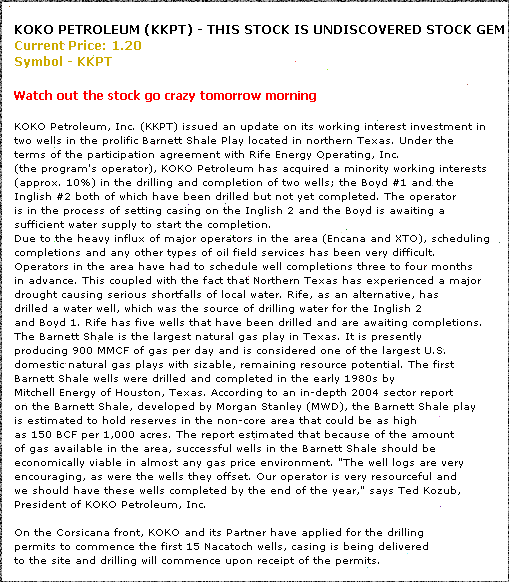 KOKO PETROLEUM (KKPT) - THIS STOCK IS UNDISCOVERED STOCK GEM
Current Price: 1.20
Symbol - KKPT
Watch out the stock go crazy tomorrow morning
KOKO Petroleum, Inc. (KKPT) issued an update on its working interest investment in
two wells in the prolific Barnett Shale Play located in northern Texas. Under the
terms of the participation agreement with Rife Energy Operating, Inc.
(the program's operator), KOKO Petroleum has acquired a minority working interests
(approx. 10%) in the drilling and completion of two wells; the Boyd #1 and the
Inglish #2 both of which have been drilled but not yet completed. The operator
is in the process of setting casing on the Inglish 2 and the Boyd is awaiting a
sufficient water supply to start the completion.
Due to the heavy influx of major operators in the area (Encana and XTO), scheduling
completions and any other types of oil field services has been very difficult.
Operators in the area have had to schedule well completions three to four months
in advance. This coupled with the fact that Northern Texas has experienced a major
drought causing serious shortfalls of local water. Rife, as an alternative, has
drilled a water well, which was the source of drilling water for the Inglish 2
and Boyd 1. Rife has five wells that have been drilled and are awaiting completions.
The Barnett Shale is the largest natural gas play in Texas. It is presently
producing 900 MMCF of gas per day and is considered one of the largest U.S.
domestic natural gas plays with sizable, remaining resource potential. The first
Barnett Shale wells were drilled and completed in the early 1980s by
Mitchell Energy of Houston, Texas. According to an in-depth 2004 sector report
on the Barnett Shale, developed by Morgan Stanley (MWD), the Barnett Shale play
is estimated to hold reserves in the non-core area that could be as high
as 150 BCF per 1,000 acres. The report estimated that because of the amount
of gas available in the area, successful wells in the Barnett Shale should be
economically viable in almost any gas price environment. "The well logs are very
encouraging, as were the wells they offset. Our operator is very resourceful and
we should have these wells completed by the end of the year," says Ted Kozub,
President of KOKO Petroleum, Inc.
On the Corsicana front, KOKO and its Partner have applied for the drilling
permits to commence the first 15 Nacatoch wells, casing is being delivered
to the site and drilling will commence upon receipt of the permits.